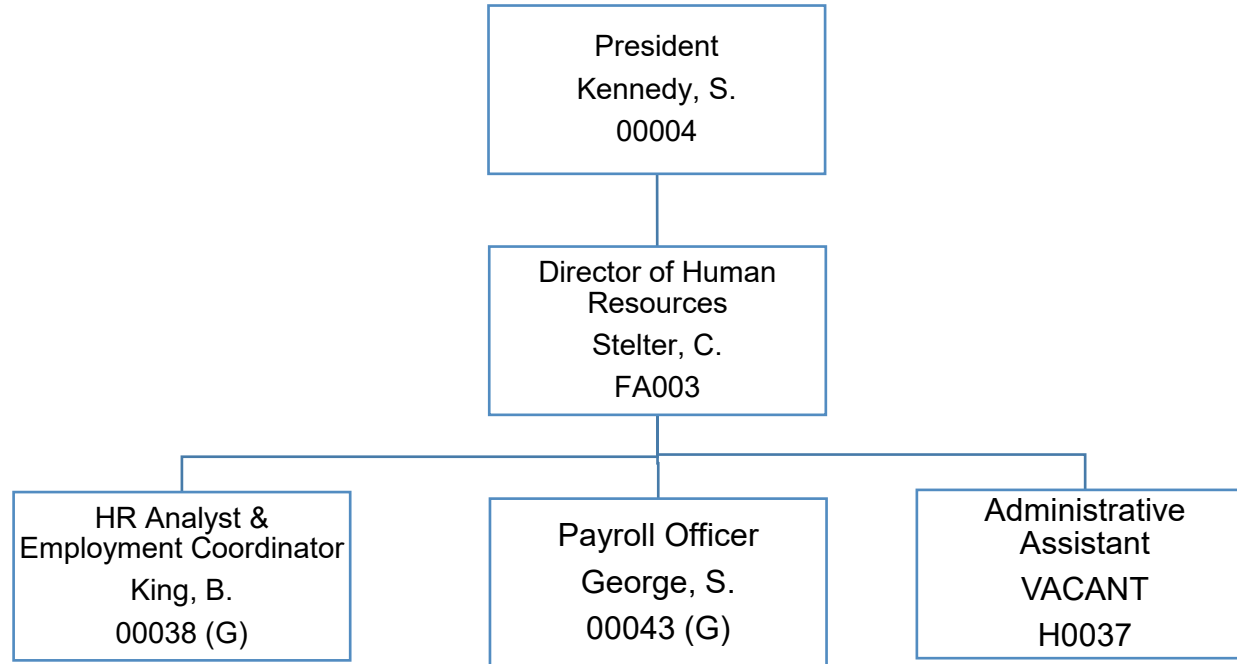 President
Kennedy, S.
00004
Director of Human
Resources
Stelter, C.
FA003
HR Analyst &
Employment Coordinator
King, B.
00038 (G)
Payroll Officer
George, S.
00043 (G)
Administrative
Assistant
VACANT
H0037